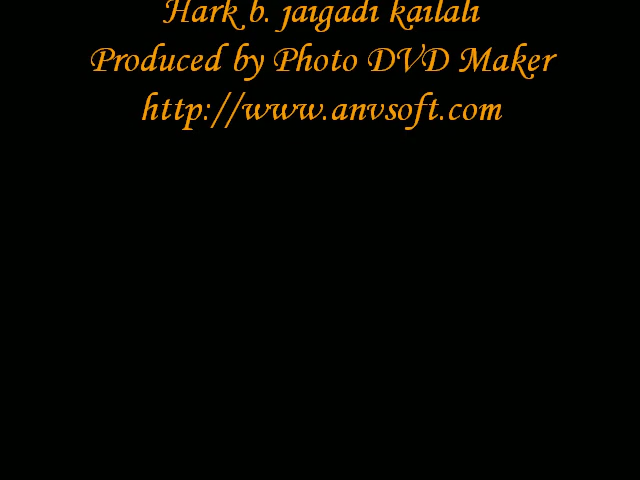 Hark b. jaigadi kailali
Produced by Photo DVD Maker
http://www.anvsoft.com